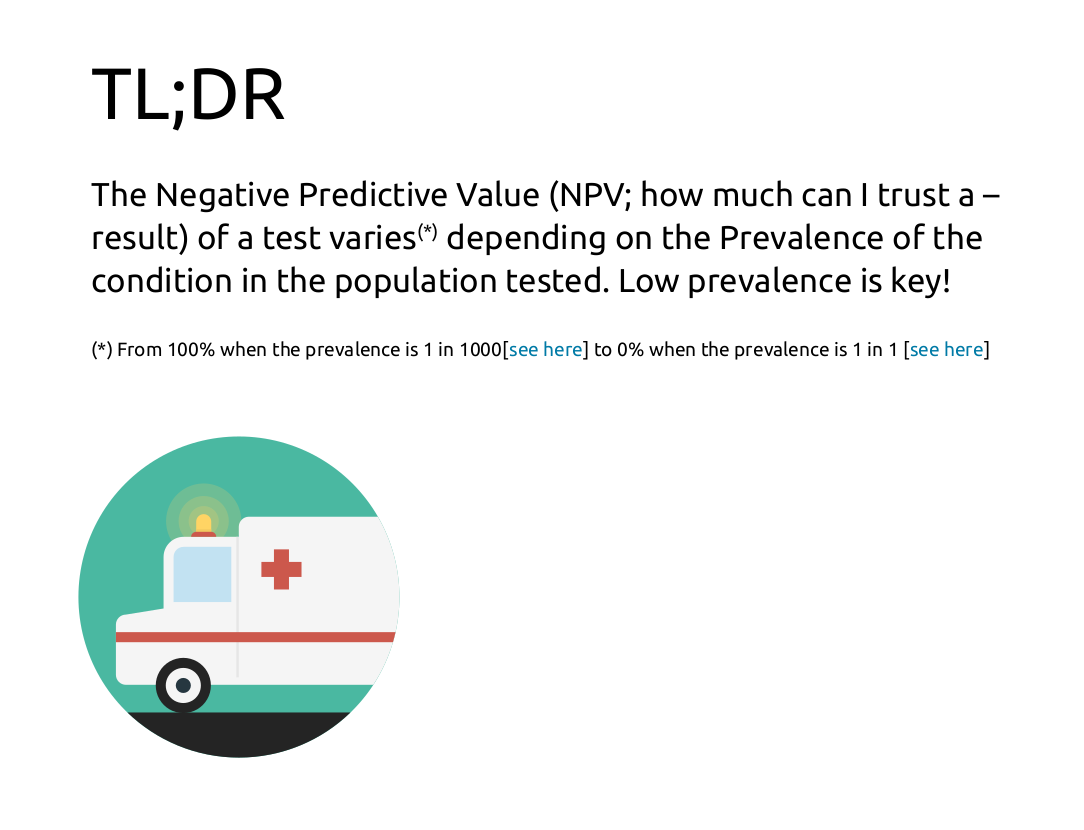 TL;DR
The Negative Predictive Value (NPV; how much can I trust a –
result) of a test varies(*) depending on the Prevalence of the
condition in the population tested. Low prevalence is key!
(*) From 100% when the prevalence is 1 in 1000[see here] to 0% when the prevalence is 1 in 1 [see here]